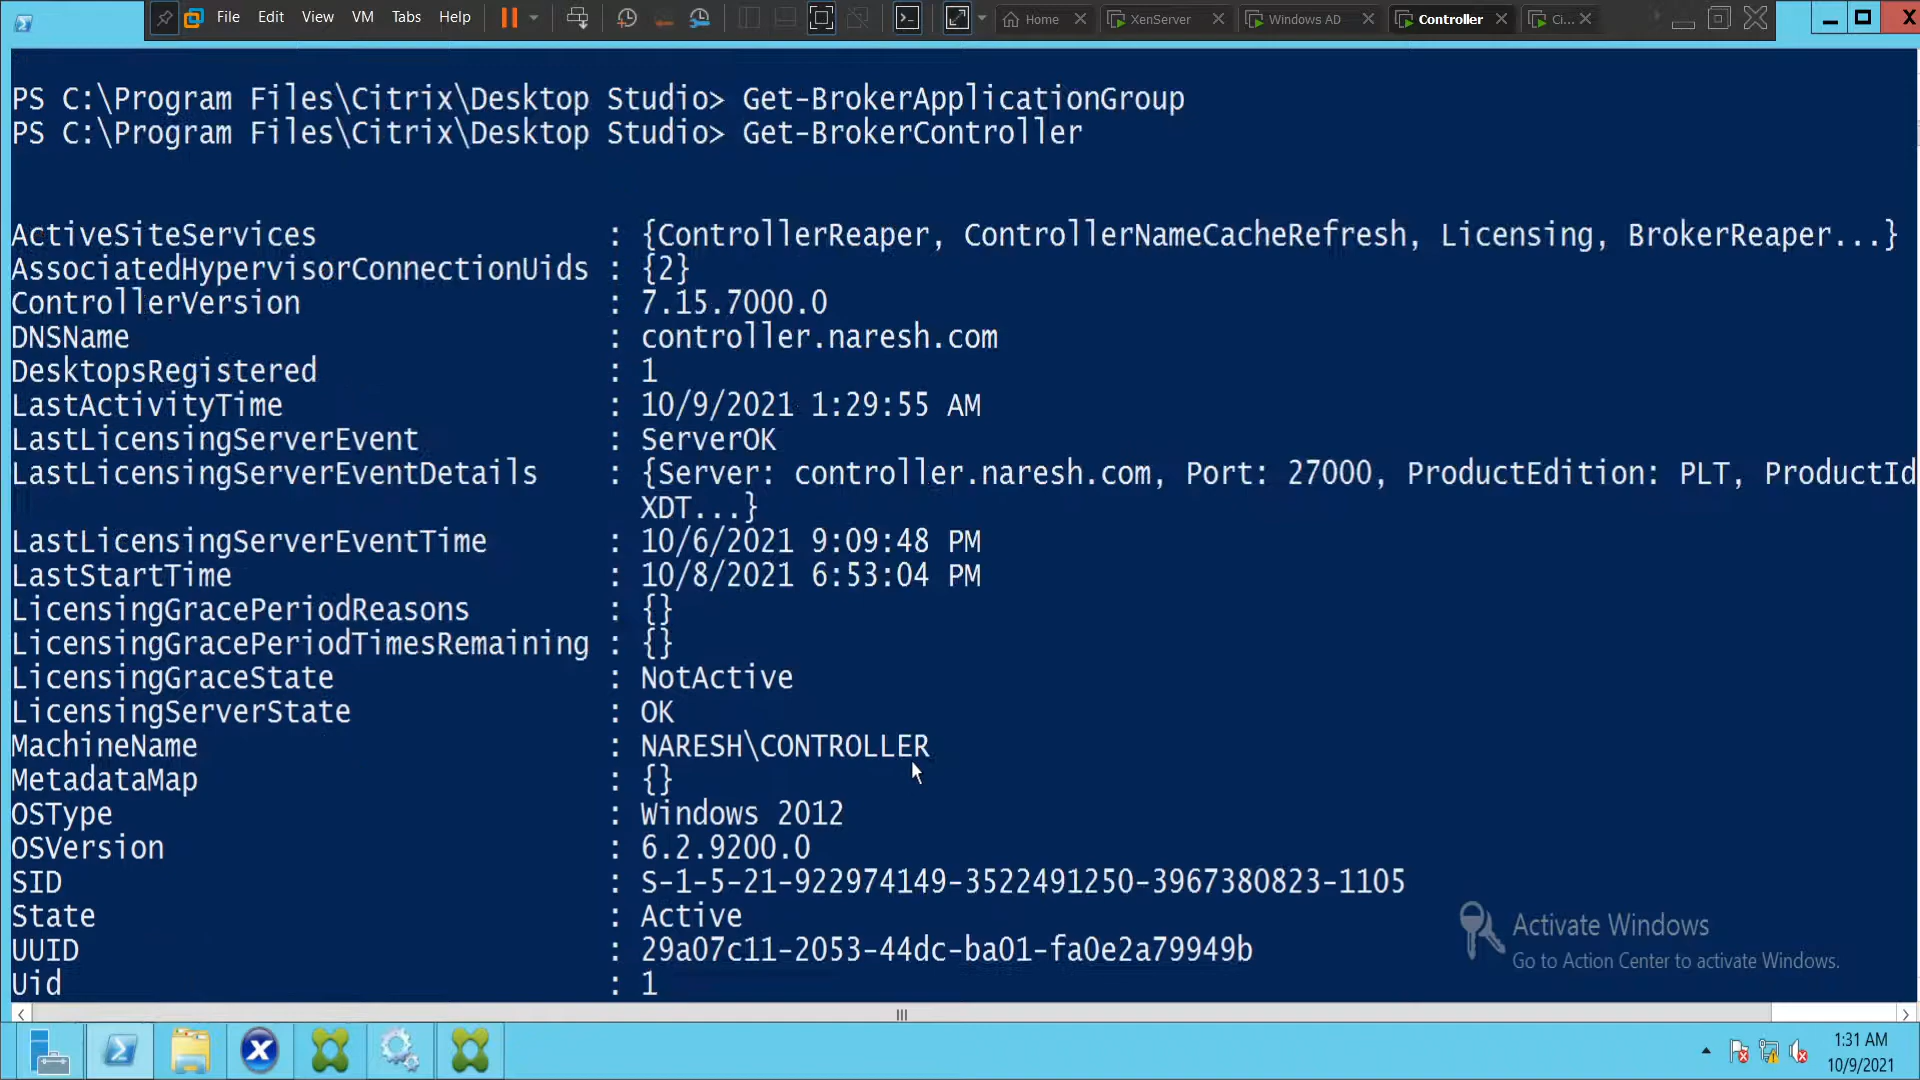 File Edit View VM Tabs Help Home XenServer Windows AD Controller Ci...
PS C:\Program Files\Citrix\Desktop Studio> Get-BrokerApplicationGroup
PS C:\Program Files\Citrix\Desktop Studio> Get-BrokerController
ActiveSiteServices : {ControllerReaper, ControllerNameCacheRefresh, Licensing, BrokerReaper...}
AssociatedHypervisorConnectionUids : {2}
ControllerVersion : 7.15.7000.0
DNSName : controller.naresh.com
DesktopsRegistered : 1
LastActivityTime : 10/9/2021 1:29:55 AM
LastLicensingServerEvent : ServerOK
LastLicensingServerEventDetails : {Server: controller.naresh.com, Port: 27000, ProductEdition: PLT, ProductId
XDT...}
LastLicensingServerEventTime : 10/6/2021 9:09:48 PM
LastStartTime : 10/8/2021 6:53:04 PM
LicensingGracePeriodReasons : {}
LicensingGracePeriodTimesRemaining : {}
LicensingGraceState : NotActive
LicensingServerState : OK
MachineName : NARESH\CONTROLLER
MetadataMap : {}
OSType : Windows 2012
OSVersion : 6.2.9200.0
SID : S-1-5-21-922974149-3522491250-3967380823-1105
State : Active
UUID : 29a07c11-2053-44dc-ba01-fa0e2a79949b
Uid : 1
Activate Windows
Go to Action Center to activate Windows.
1:31 AM
10/9/2021